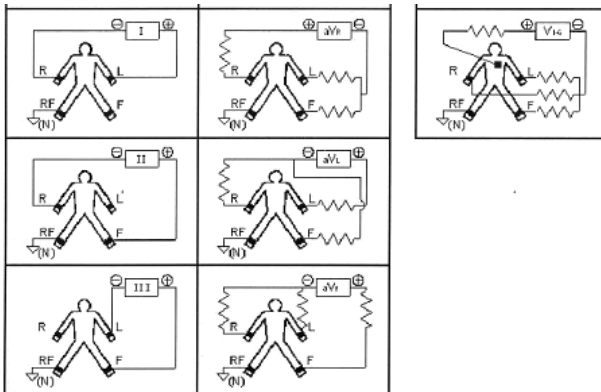 ⊖ I ⊕
R L
RF F
(N)
⊕ aVR ⊖
R L
RF F
(N)
⊕ V1-6 ⊖
R L
RF F
(N)
⊖ II ⊕
R L'
RF F
(N)
⊖ aVL ⊕
R L
RF F
(N)
⊖ III ⊕
R L
RF F
(N)
⊖ aVF ⊕
R L
RF F
(N)